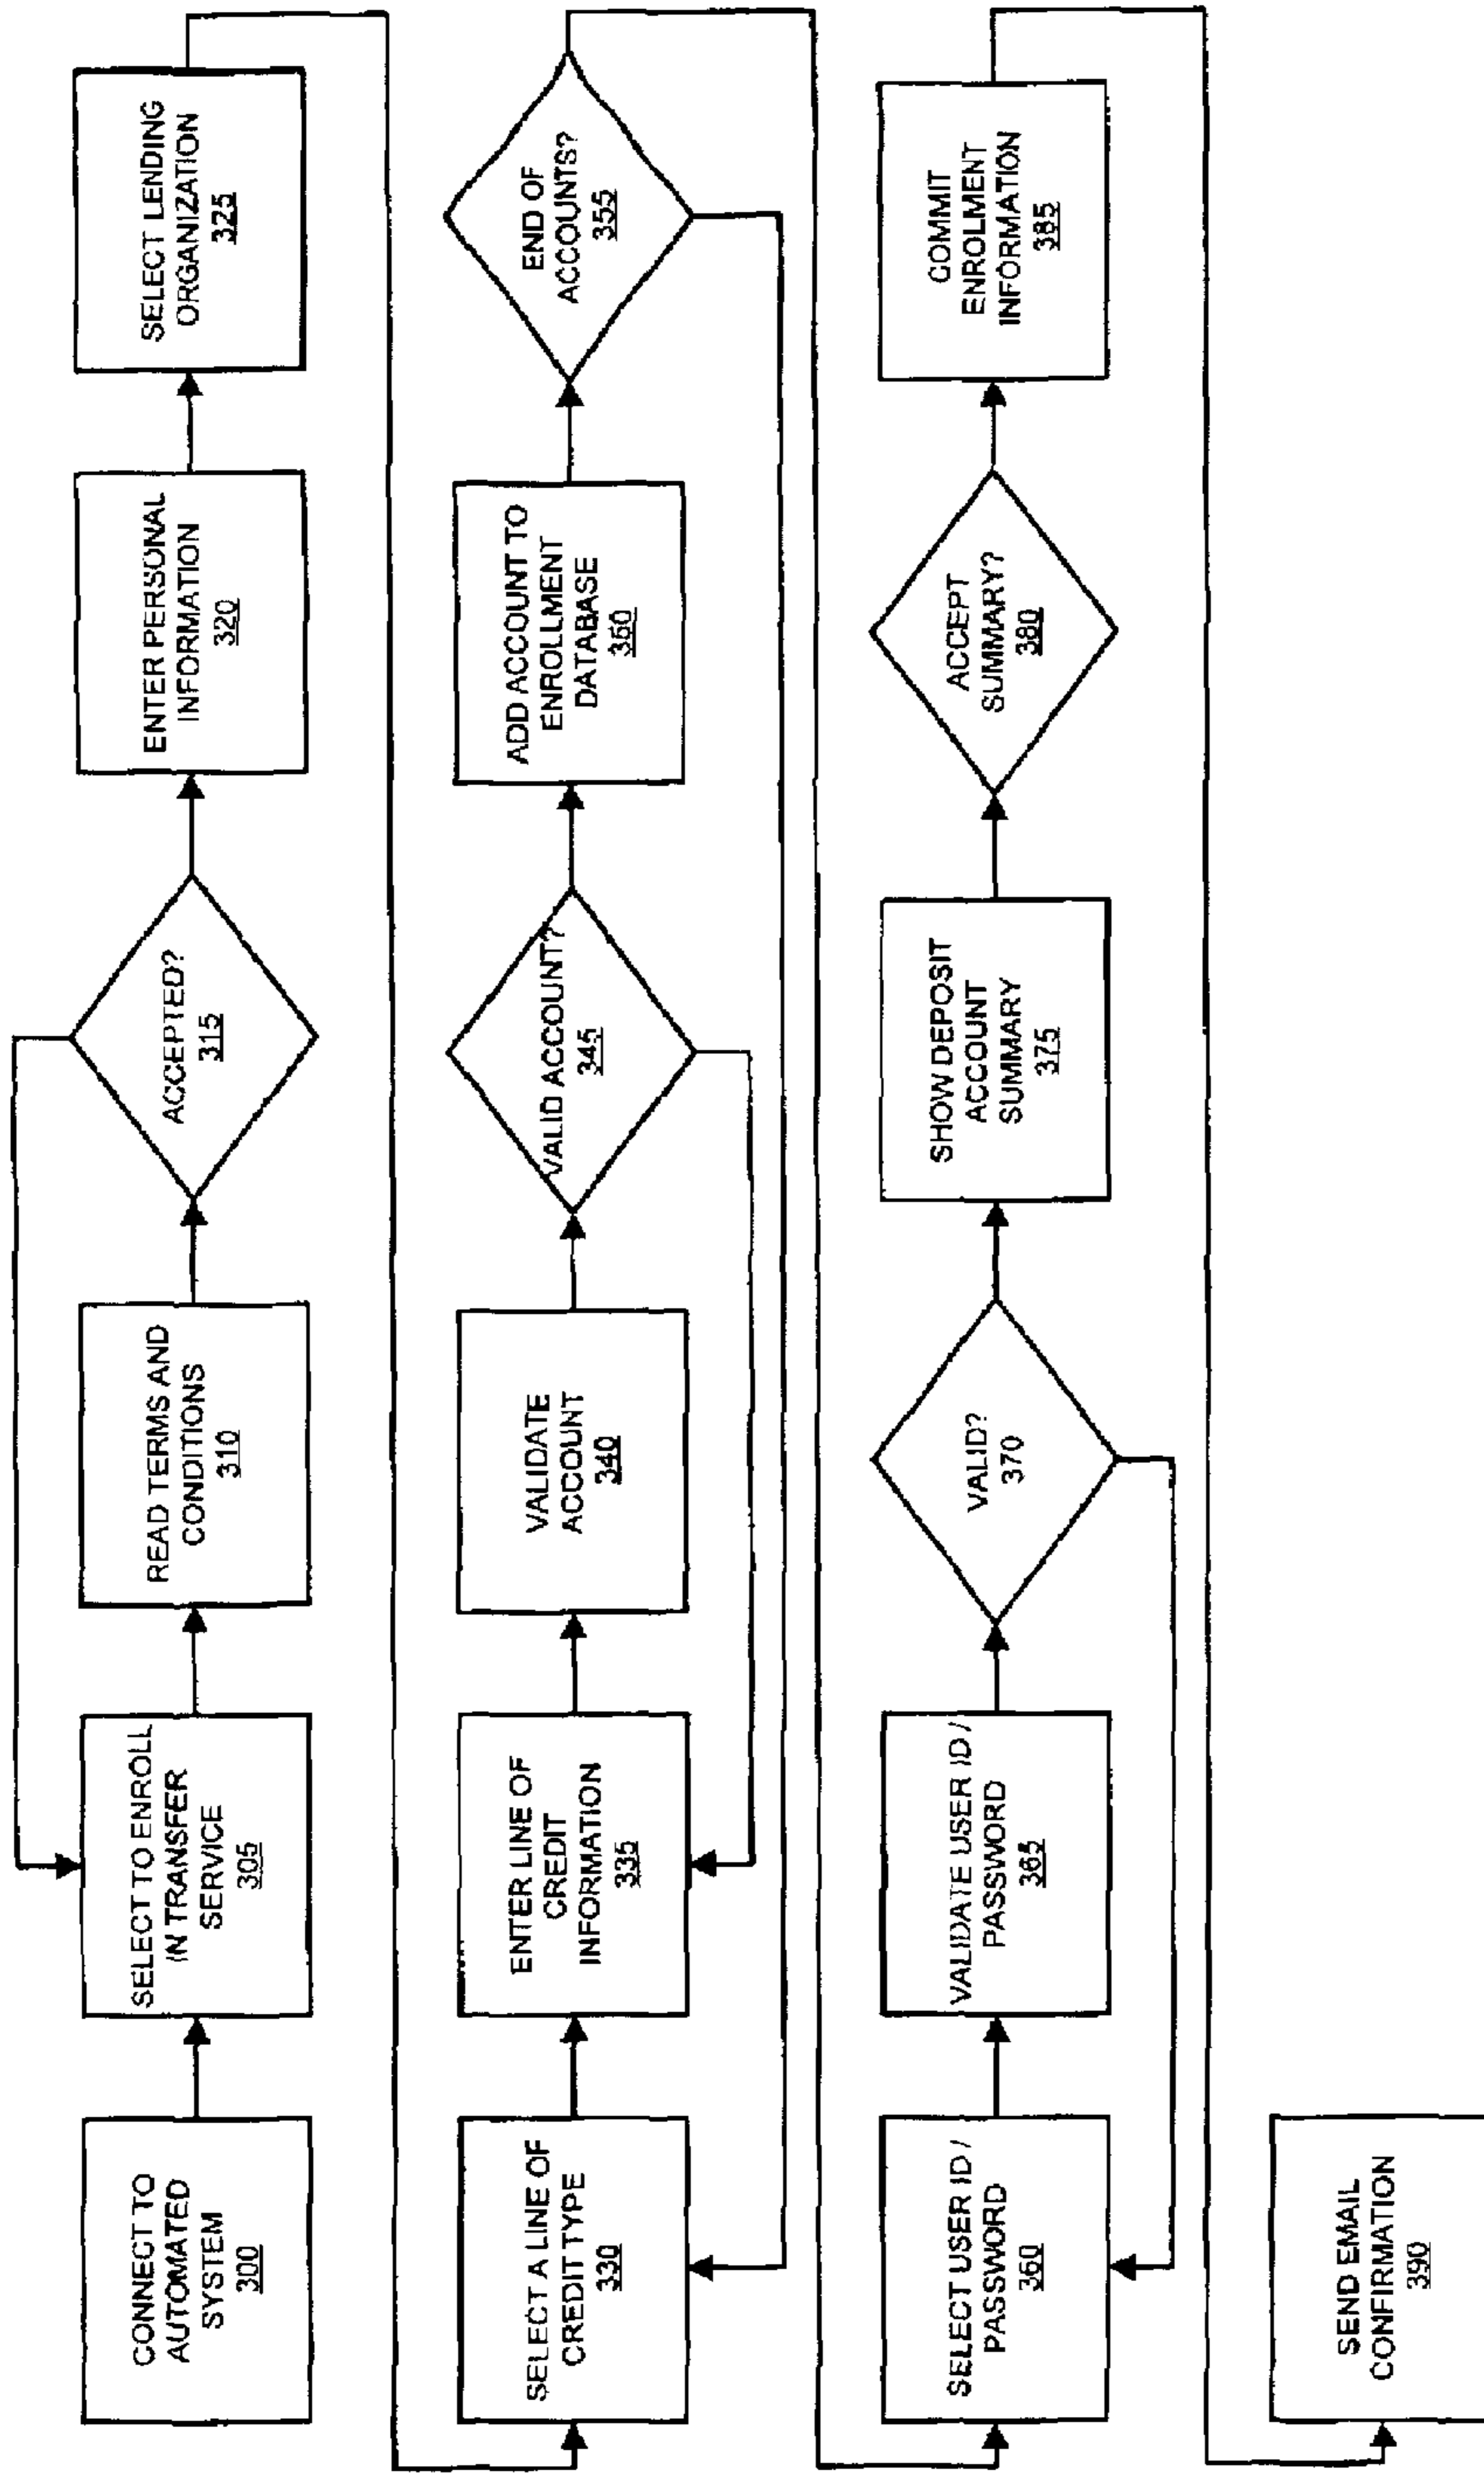 CONNECT TO
AUTOMATED
SYSTEM
300
SELECT TO ENROLL
IN TRANSFER
SERVICE
305
READ TERMS AND
CONDITIONS
310
ACCEPTED?
315
ENTER PERSONAL
INFORMATION
320
SELECT LENDING
ORGANIZATION
325
SELECT A LINE OF
CREDIT TYPE
330
ENTER LINE OF
CREDIT
INFORMATION
335
VALIDATE
ACCOUNT
340
VALID ACCOUNT?
345
ADD ACCOUNT TO
ENROLLMENT
DATABASE
350
END OF
ACCOUNTS?
355
SELECT USER ID /
PASSWORD
360
VALIDATE USER ID /
PASSWORD
365
VALID?
370
SHOW DEPOSIT
ACCOUNT
SUMMARY
375
ACCEPT
SUMMARY?
380
COMMIT
ENROLMENT
INFORMATION
385
SEND EMAIL
CONFIRMATION
390